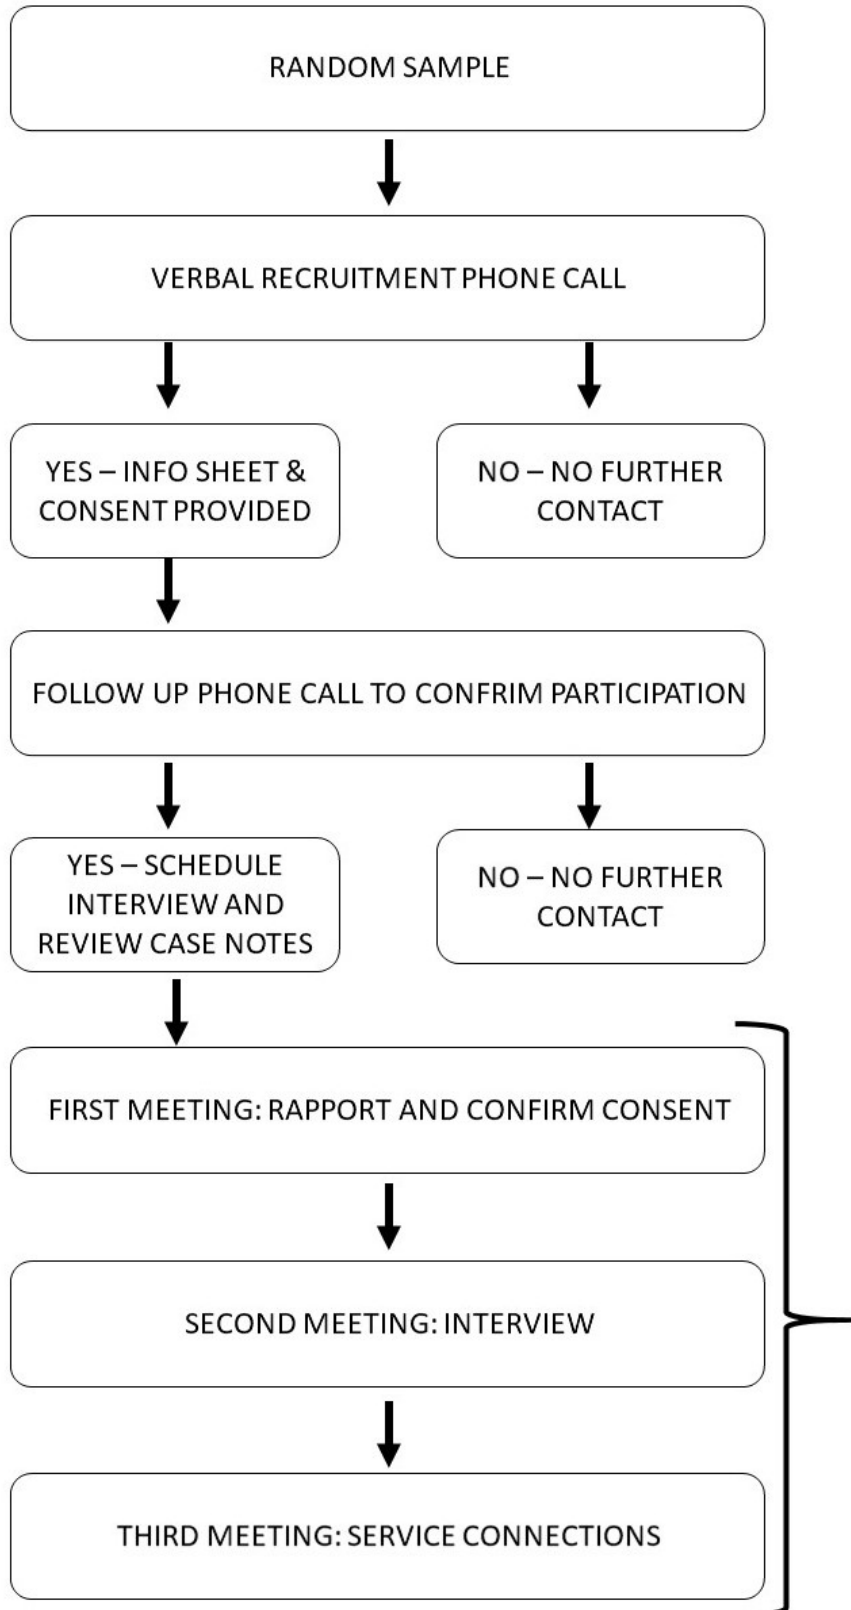 RANDOM SAMPLE
VERBAL RECRUITMENT PHONE CALL
YES – INFO SHEET &
CONSENT PROVIDED
NO – NO FURTHER
CONTACT
FOLLOW UP PHONE CALL TO CONFRIM PARTICIPATION
YES – SCHEDULE
INTERVIEW AND
REVIEW CASE NOTES
NO – NO FURTHER
CONTACT
FIRST MEETING: RAPPORT AND CONFIRM CONSENT
SECOND MEETING: INTERVIEW
THIRD MEETING: SERVICE CONNECTIONS